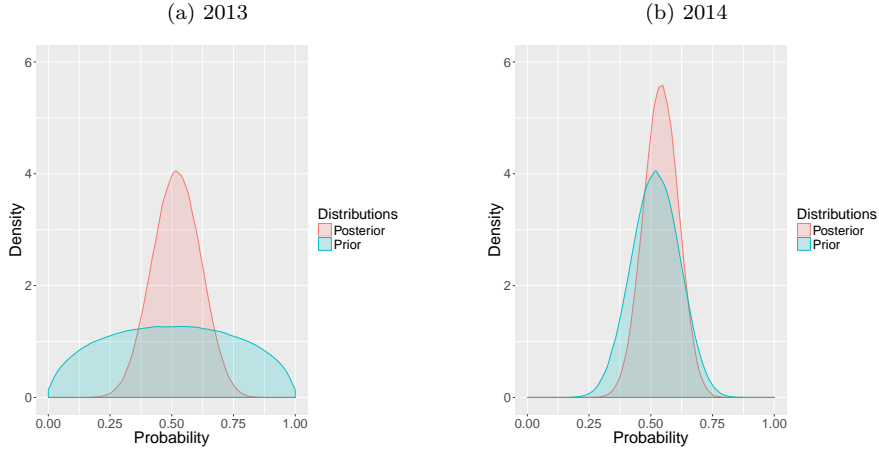 (a) 2013
6
4
2
0
Density
0.00 0.25 0.50 0.75 1.00
Probability
Distributions
Posterior
Prior
(b) 2014
6
4
2
0
Density
0.00 0.25 0.50 0.75 1.00
Probability
Distributions
Posterior
Prior